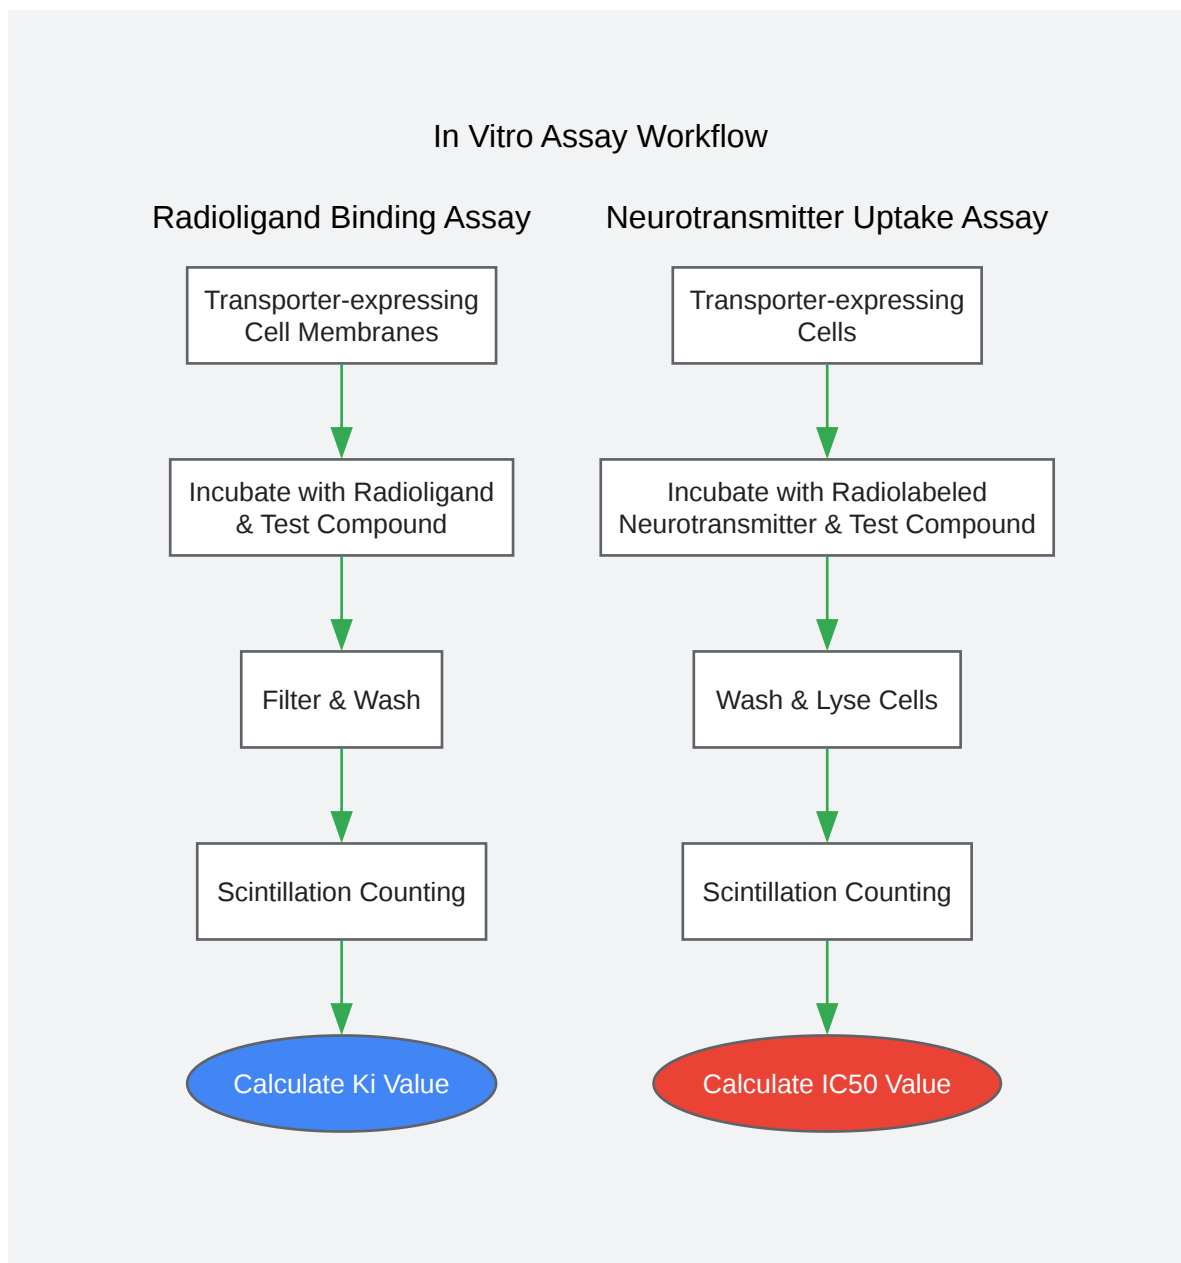 In Vitro Assay Workflow
Radioligand Binding Assay
Transporter-expressing
Cell Membranes
Incubate with Radioligand
& Test Compound
Filter & Wash
Scintillation Counting
Calculate Ki Value
Neurotransmitter Uptake Assay
Transporter-expressing
Cells
Incubate with Radiolabeled
Neurotransmitter & Test Compound
Wash & Lyse Cells
Scintillation Counting
Calculate IC50 Value